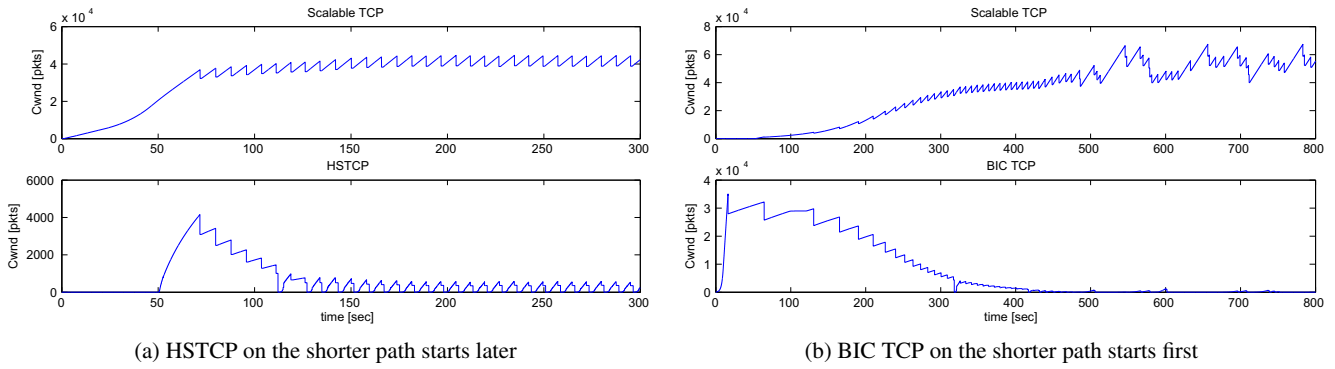 x 10 4
Scalable TCP
6
4
2
0
Cwnd [pkts]
0 50 100 150 200 250 300
HSTCP
6000
4000
2000
0
Cwnd [pkts]
0 50 100 150 200 250 300
time [sec]
(a) HSTCP on the shorter path starts later
x 10 4
Scalable TCP
8
6
4
2
0
Cwnd [pkts]
0 100 200 300 400 500 600 700 800
x 10 4
BIC TCP
4
3
2
1
0
Cwnd [pkts]
0 100 200 300 400 500 600 700 800
time [sec]
(b) BIC TCP on the shorter path starts first